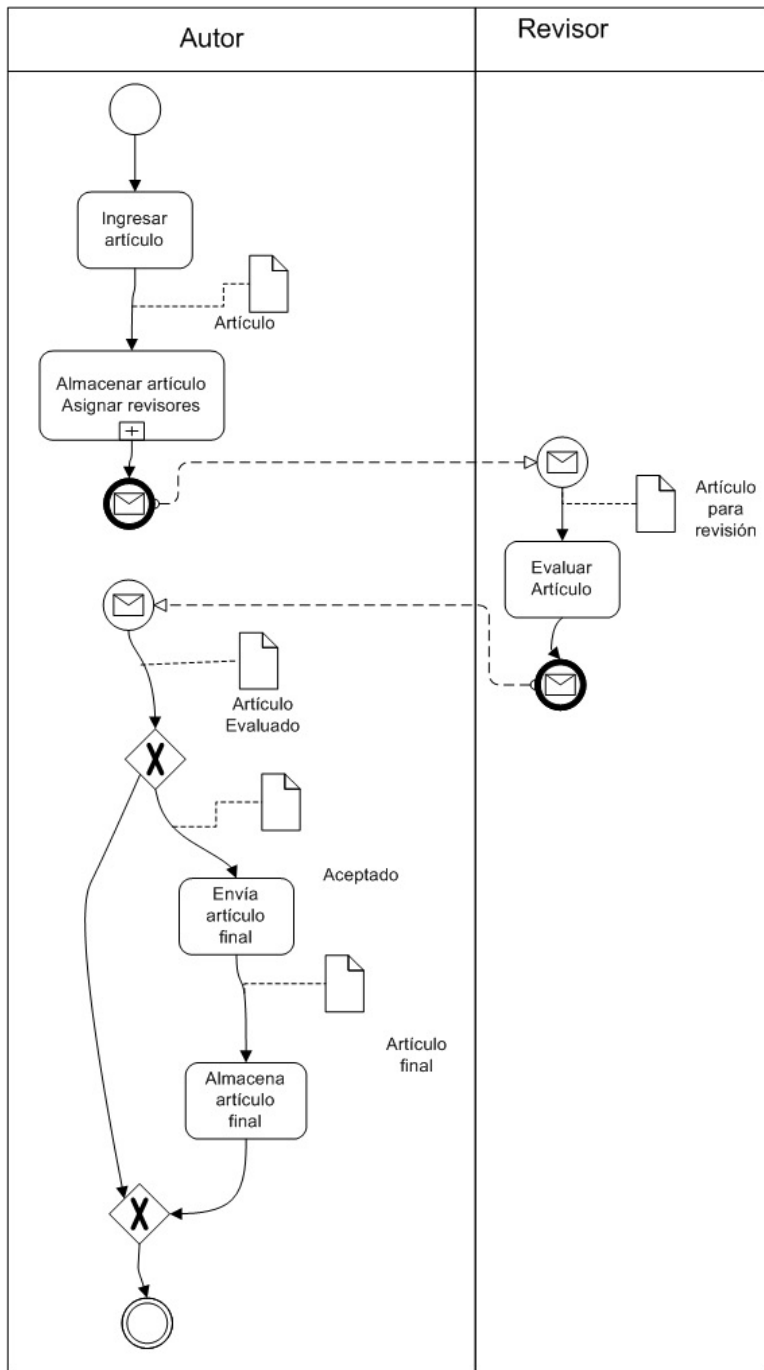 Autor
Revisor
Ingresar
artículo
Artículo
Almacenar artículo
Asignar revisores
Artículo
para
revisión
Evaluar
Artículo
Artículo
Evaluado
X
Aceptado
Envía
artículo
final
Artículo
final
Almacena
artículo
final
X